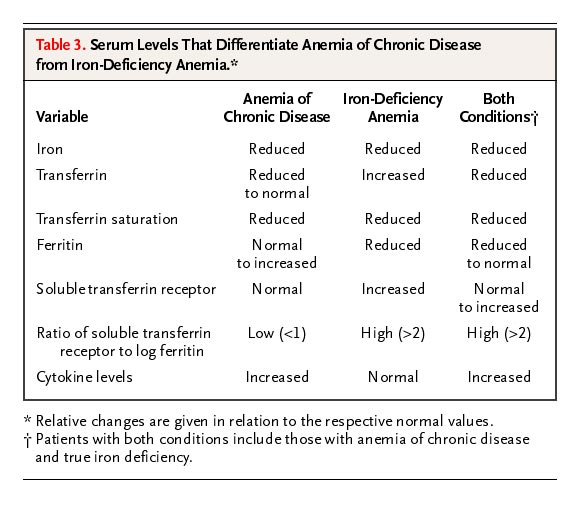 Table 3. Serum Levels That Differentiate Anemia of Chronic Disease
from Iron-Deficiency Anemia.*
Variable
Anemia of
Chronic Disease
Iron-Deficiency
Anemia
Both
Conditions†
Iron Reduced Reduced Reduced
Transferrin Reduced Increased Reduced
to normal
Transferrin saturation Reduced Reduced Reduced
Ferritin Normal Reduced Reduced
to increased to normal
Soluble transferrin receptor Normal Increased Normal
to increased
Ratio of soluble transferrin Low (<1) High (>2) High (>2)
receptor to log ferritin
Cytokine levels Increased Normal Increased
* Relative changes are given in relation to the respective normal values.
† Patients with both conditions include those with anemia of chronic disease
and true iron deficiency.